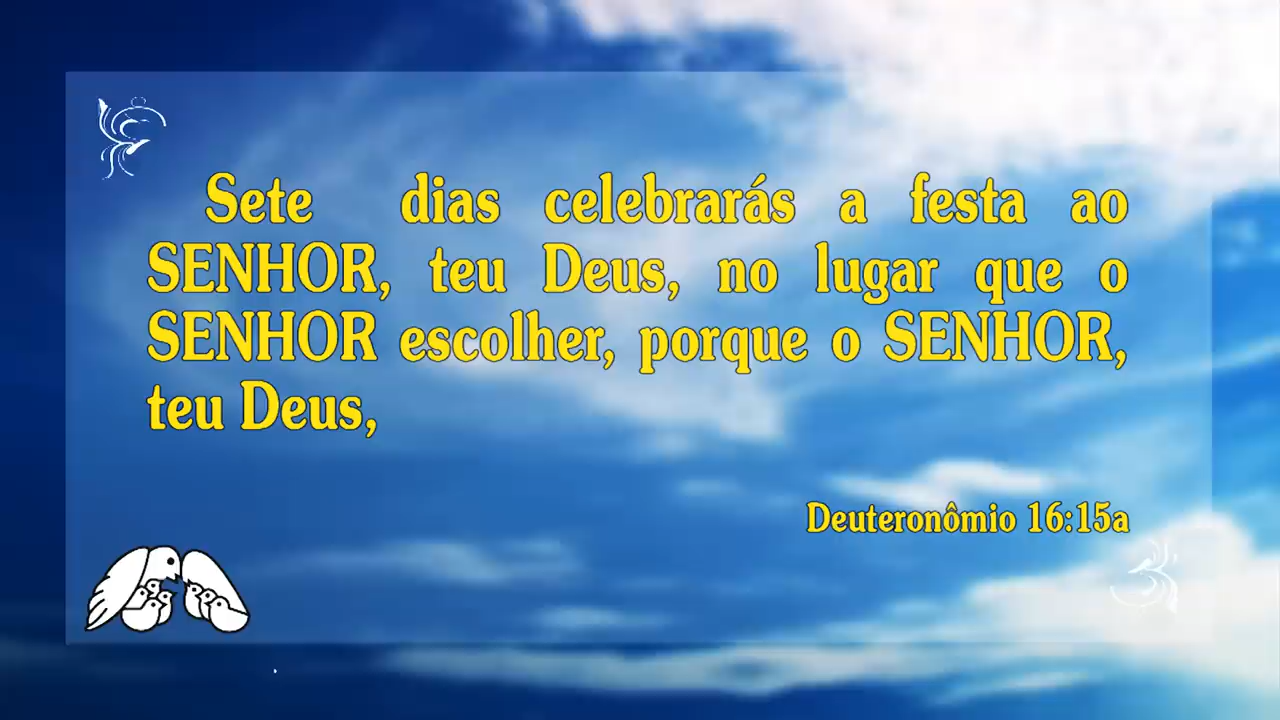 Sete dias celebrarás a festa ao
SENHOR, teu Deus, no lugar que o
SENHOR escolher, porque o SENHOR,
teu Deus,
Deuteronômio 16:15a